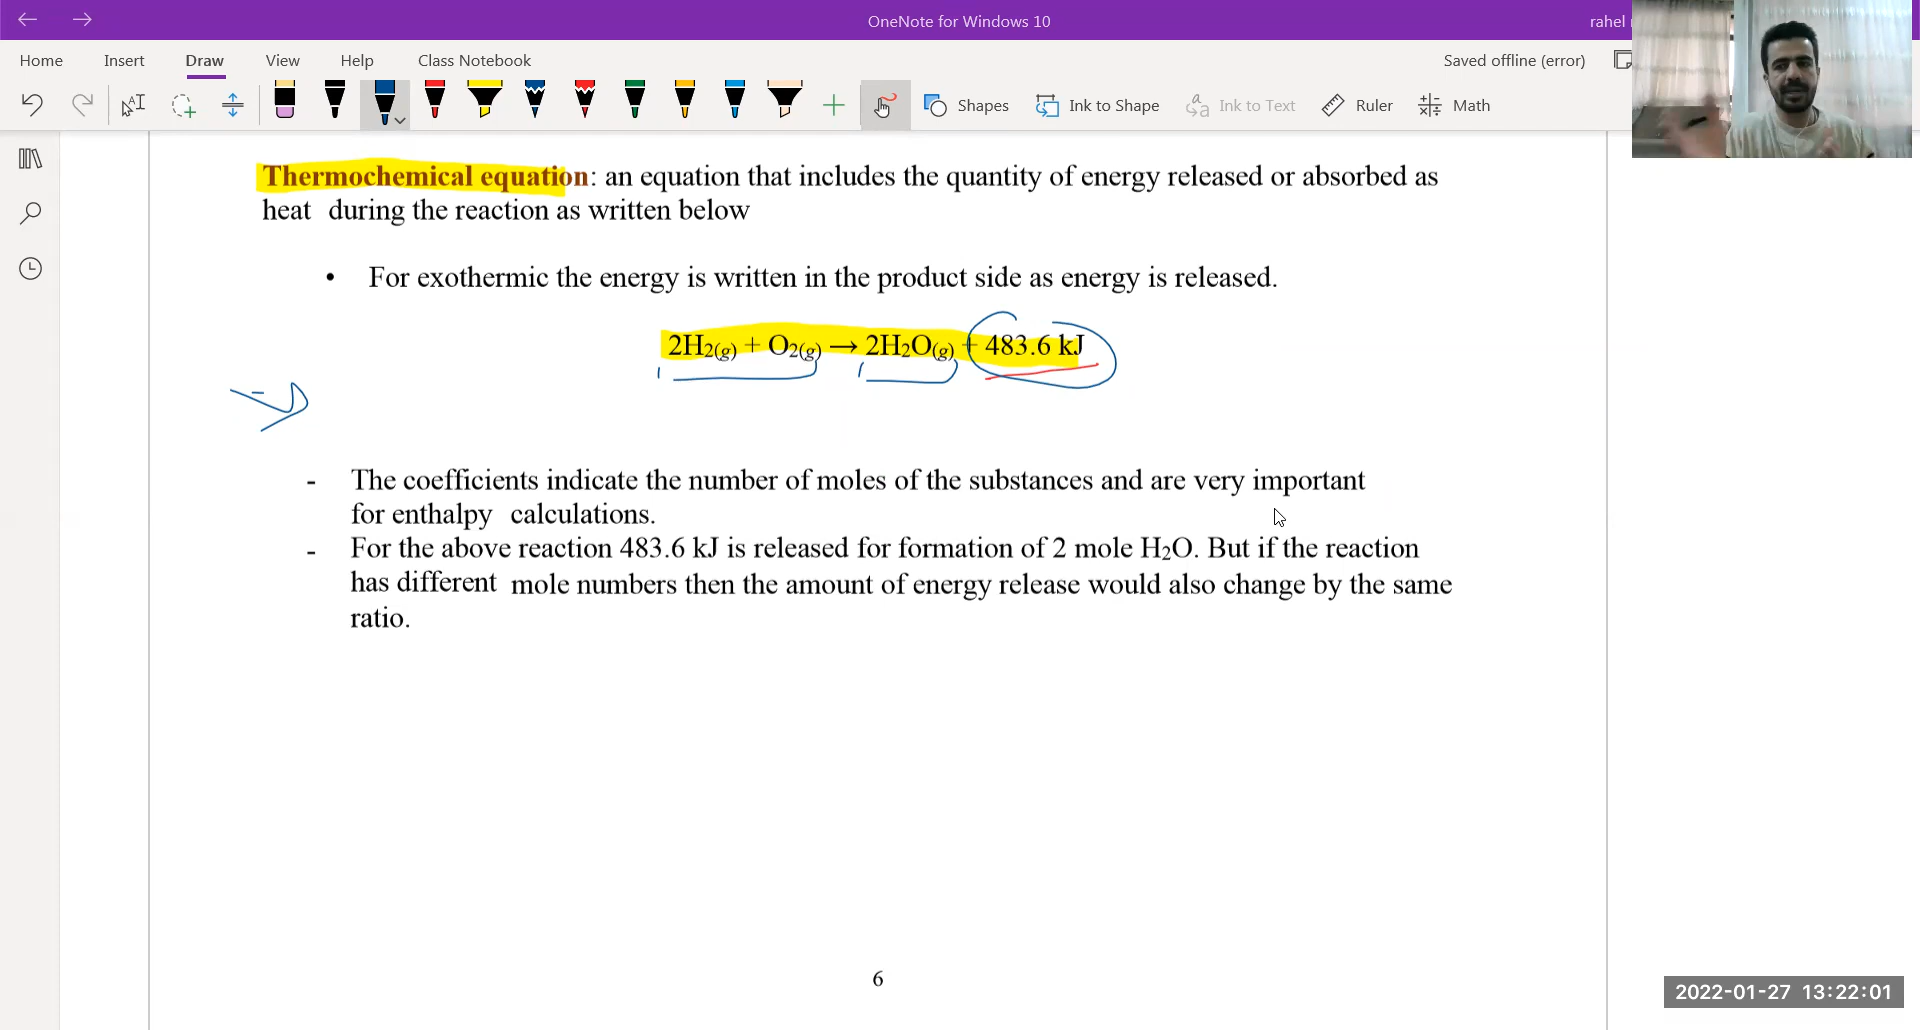 OneNote for Windows 10
rahel
Home Insert Draw View Help Class Notebook
Saved offline (error)
Shapes Ink to Shape Ink to Text Ruler Math
Thermochemical equation: an equation that includes the quantity of energy released or absorbed as
heat during the reaction as written below
• For exothermic the energy is written in the product side as energy is released.
2H₂(g) + O₂(g) → 2H₂O(g) + 483.6 kJ
- The coefficients indicate the number of moles of the substances and are very important
for enthalpy calculations.
- For the above reaction 483.6 kJ is released for formation of 2 mole H₂O. But if the reaction
has different mole numbers then the amount of energy release would also change by the same
ratio.
6
2022-01-27 13:22:01